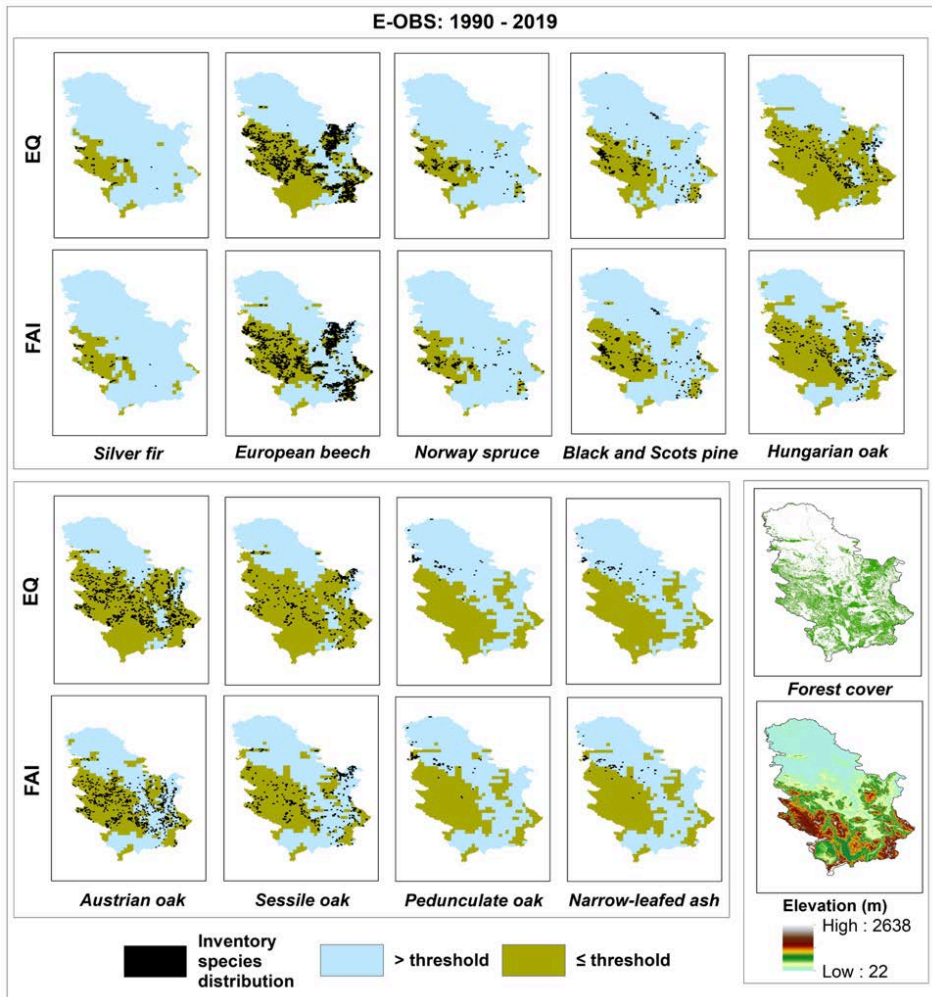 E-OBS: 1990 - 2019
EQ
FAI
Silver fir
European beech
Norway spruce
Black and Scots pine
Hungarian oak
EQ
FAI
Austrian oak
Sessile oak
Pedunculate oak
Narrow-leafed ash
Forest cover
Elevation (m)
High : 2638
Low : 22
Inventory
species
distribution
> threshold
≤ threshold